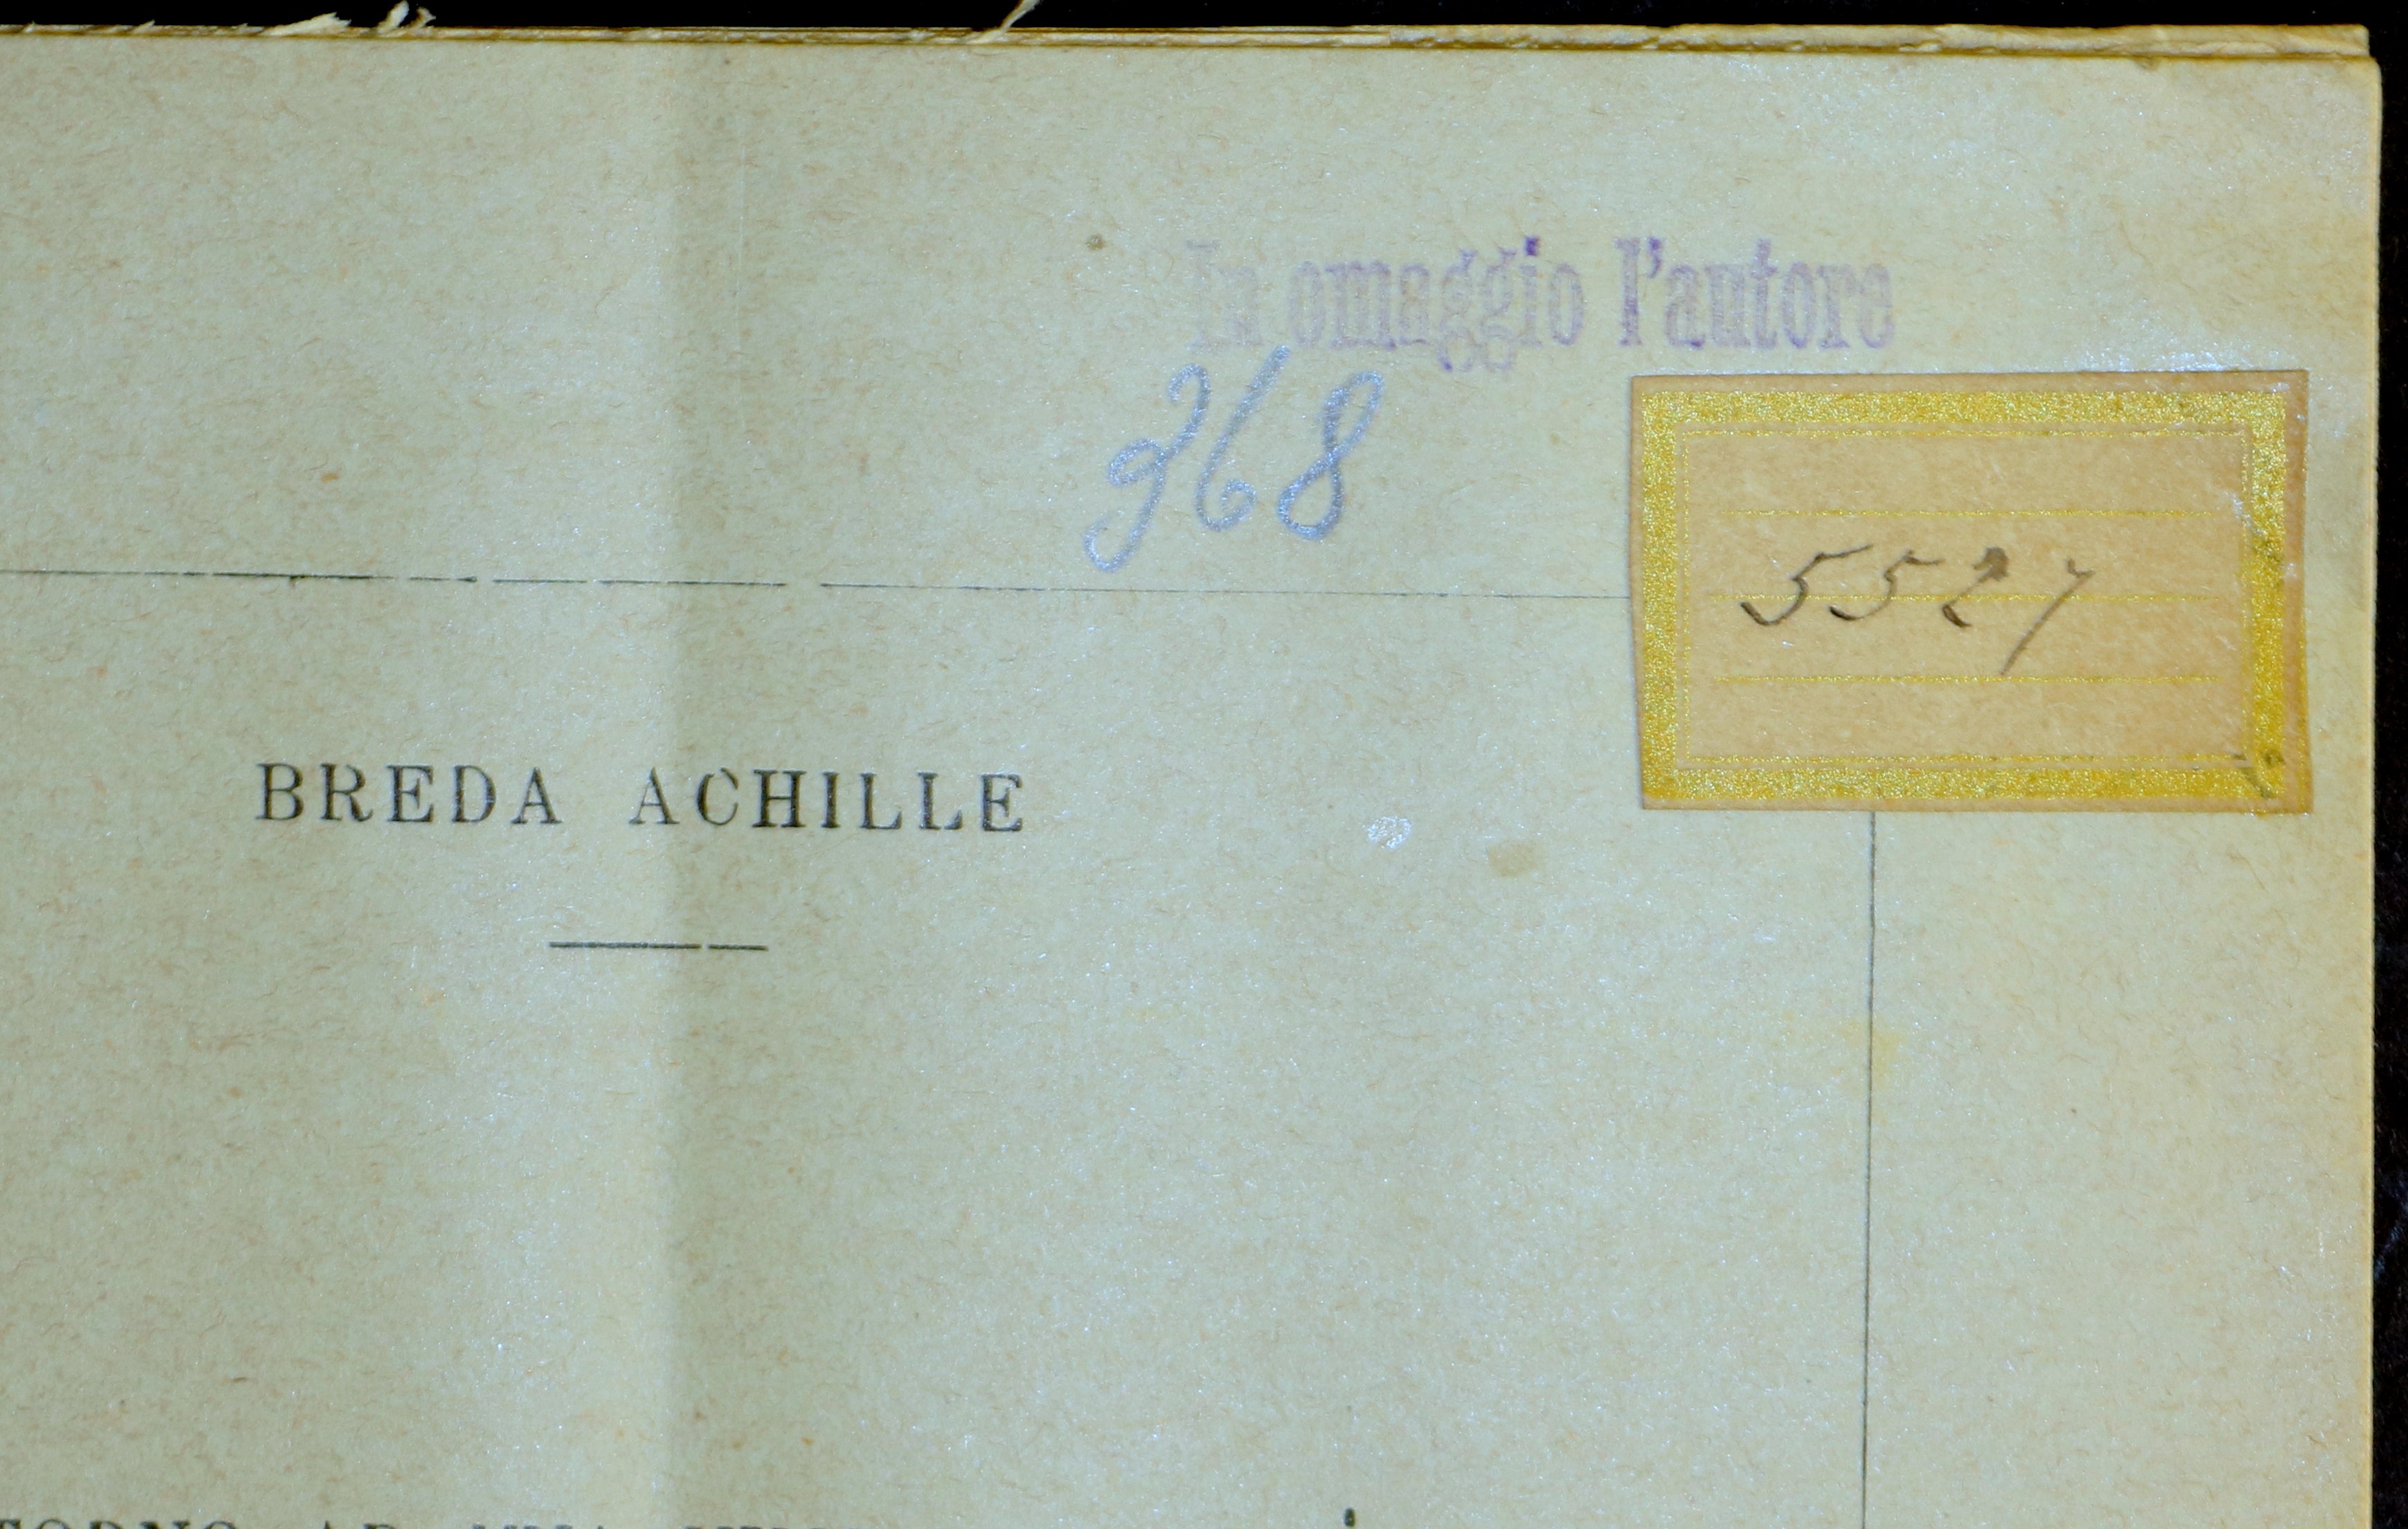 In omaggio l'autore
368
5527
BREDA ACHILLE